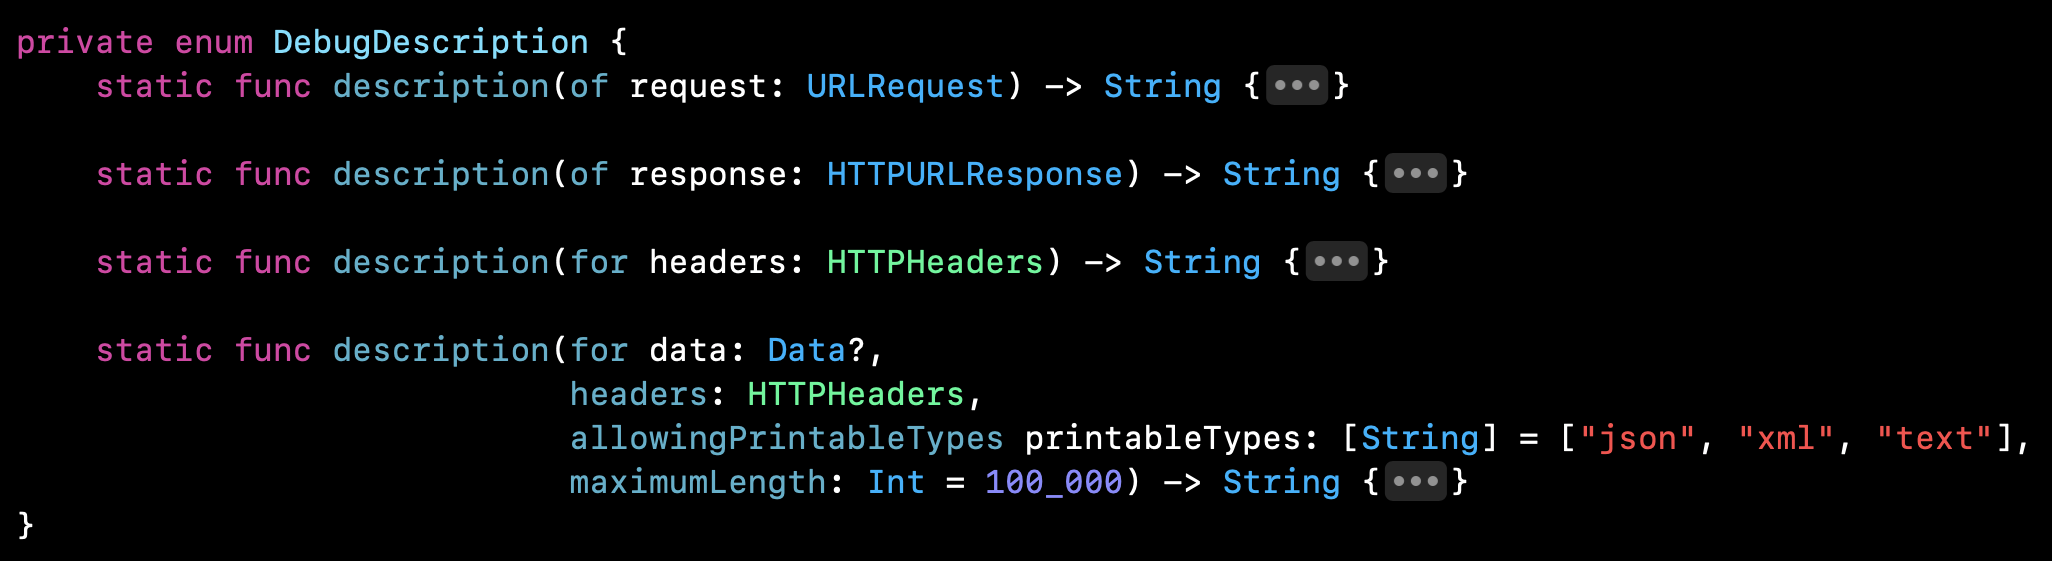 private enum DebugDescription {
    static func description(of request: URLRequest) -> String {•••}
    static func description(of response: HTTPURLResponse) -> String {•••}
    static func description(for headers: HTTPHeaders) -> String {•••}
    static func description(for data: Data?,
                            headers: HTTPHeaders,
                            allowingPrintableTypes printableTypes: [String] = ["json", "xml", "text"],
                            maximumLength: Int = 100_000) -> String {•••}
}